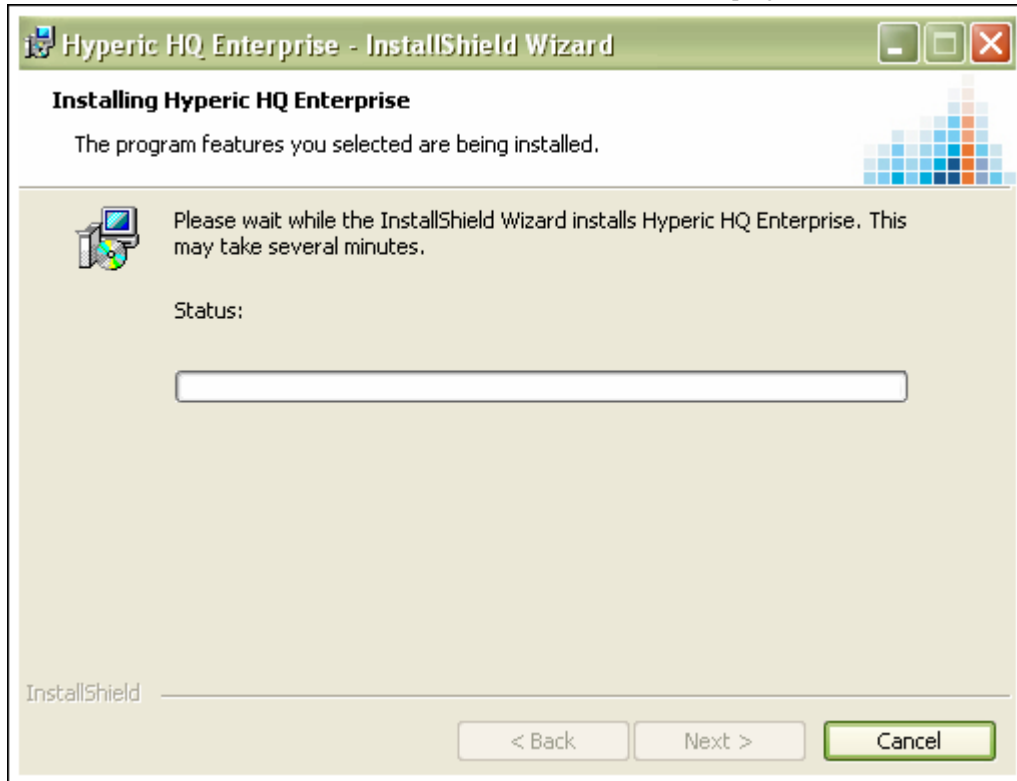 Hyperic HQ Enterprise - InstallShield Wizard
Installing Hyperic HQ Enterprise
The program features you selected are being installed.
Please wait while the InstallShield Wizard installs Hyperic HQ Enterprise. This
may take several minutes.
Status:
InstallShield
< Back Next > Cancel